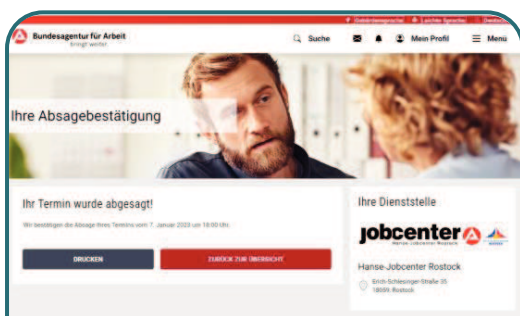 Gebärdensprache Leichte Sprache Deutsch
Bundesagentur für Arbeit
bringt weiter.
Suche
Mein Profil
Menü
Ihre Absagebestätigung
Ihr Termin wurde abgesagt!
Wir bestätigen die Absage Ihres Termins vom 7. Januar um 18:00 Uhr.
DRUCKEN
ZURÜCK ZUR ÜBERSICHT
Ihre Dienststelle
jobcenter
Hanse-Jobcenter Rostock
Hanse-Jobcenter Rostock
Erich-Schlesinger-Straße 35
18059 Rostock